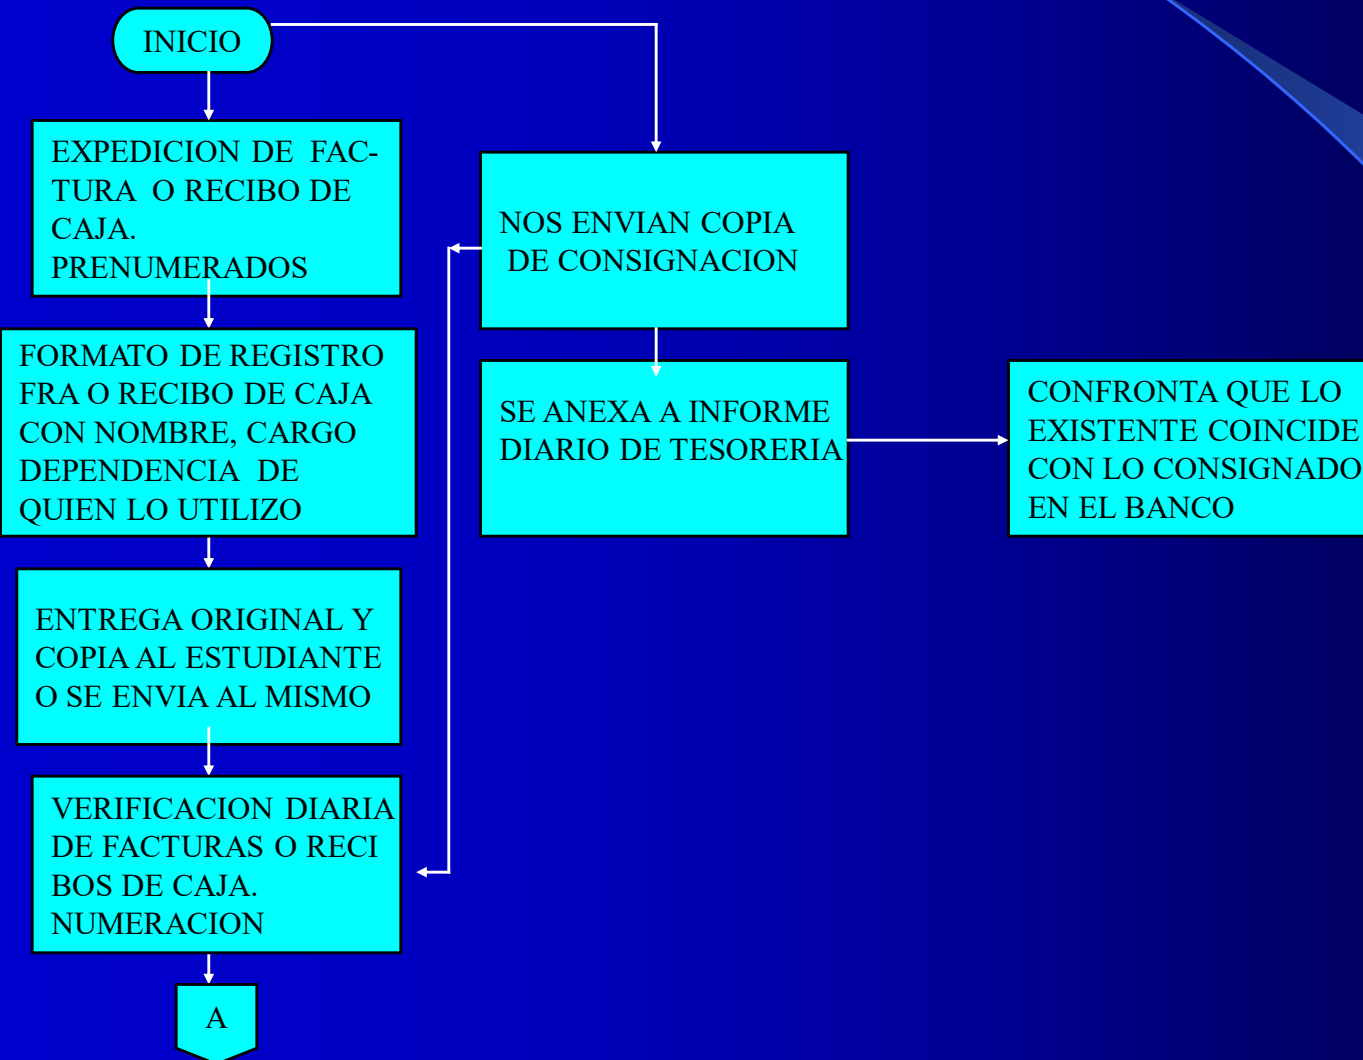 INICIO
EXPEDICION DE FAC-
TURA O RECIBO DE
CAJA.
PRENUMERADOS
FORMATO DE REGISTRO
FRA O RECIBO DE CAJA
CON NOMBRE, CARGO
DEPENDENCIA DE
QUIEN LO UTILIZO
ENTREGA ORIGINAL Y
COPIA AL ESTUDIANTE
O SE ENVIA AL MISMO
VERIFICACION DIARIA
DE FACTURAS O RECI
BOS DE CAJA.
NUMERACION
A
NOS ENVIAN COPIA
DE CONSIGNACION
SE ANEXA A INFORME
DIARIO DE TESORERIA
CONFRONTA QUE LO
EXISTENTE COINCIDE
CON LO CONSIGNADO
EN EL BANCO